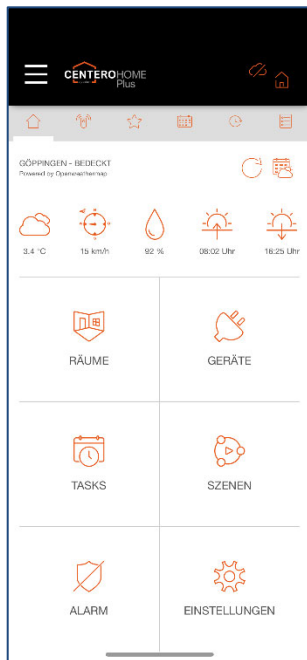 CENTEROHOME
Plus
GÖPPINGEN - BEDECKT
Powered by Openweathermap
3.4 °C 15 km/h 92 % 08:02 Uhr 16:25 Uhr
RÄUME GERÄTE
TASKS SZENEN
ALARM EINSTELLUNGEN